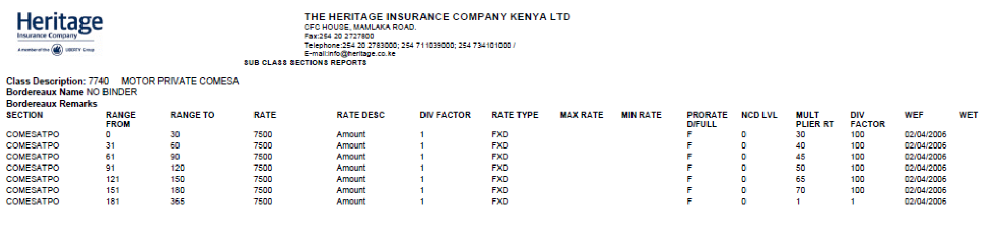 Heritage
Insurance Company
A member of the LIBERTY Group
THE HERITAGE INSURANCE COMPANY KENYA LTD
CFC HOUSE, MAMLAKA ROAD.
Fax:254 20 2727800
Telephone:254 20 2783000; 254 711039000; 254 734101000 /
E-mail:info@heritage.co.ke
SUB CLASS SECTIONS REPORTS
Class Description: 7740 MOTOR PRIVATE COMESA
Bordereaux Name NO BINDER
Bordereaux Remarks
SECTION RANGE FROM RANGE TO RATE RATE DESC DIV FACTOR RATE TYPE MAX RATE MIN RATE PRORATE D/FULL NCD LVL MULT PLIER RT DIV FACTOR WEF WET
COMESATPO 0 30 7500 Amount 1 FXD F 0 30 100 02/04/2006
COMESATPO 31 60 7500 Amount 1 FXD F 0 40 100 02/04/2006
COMESATPO 61 90 7500 Amount 1 FXD F 0 45 100 02/04/2006
COMESATPO 91 120 7500 Amount 1 FXD F 0 50 100 02/04/2006
COMESATPO 121 150 7500 Amount 1 FXD F 0 65 100 02/04/2006
COMESATPO 151 180 7500 Amount 1 FXD F 0 70 100 02/04/2006
COMESATPO 181 365 7500 Amount 1 FXD F 0 1 1 02/04/2006